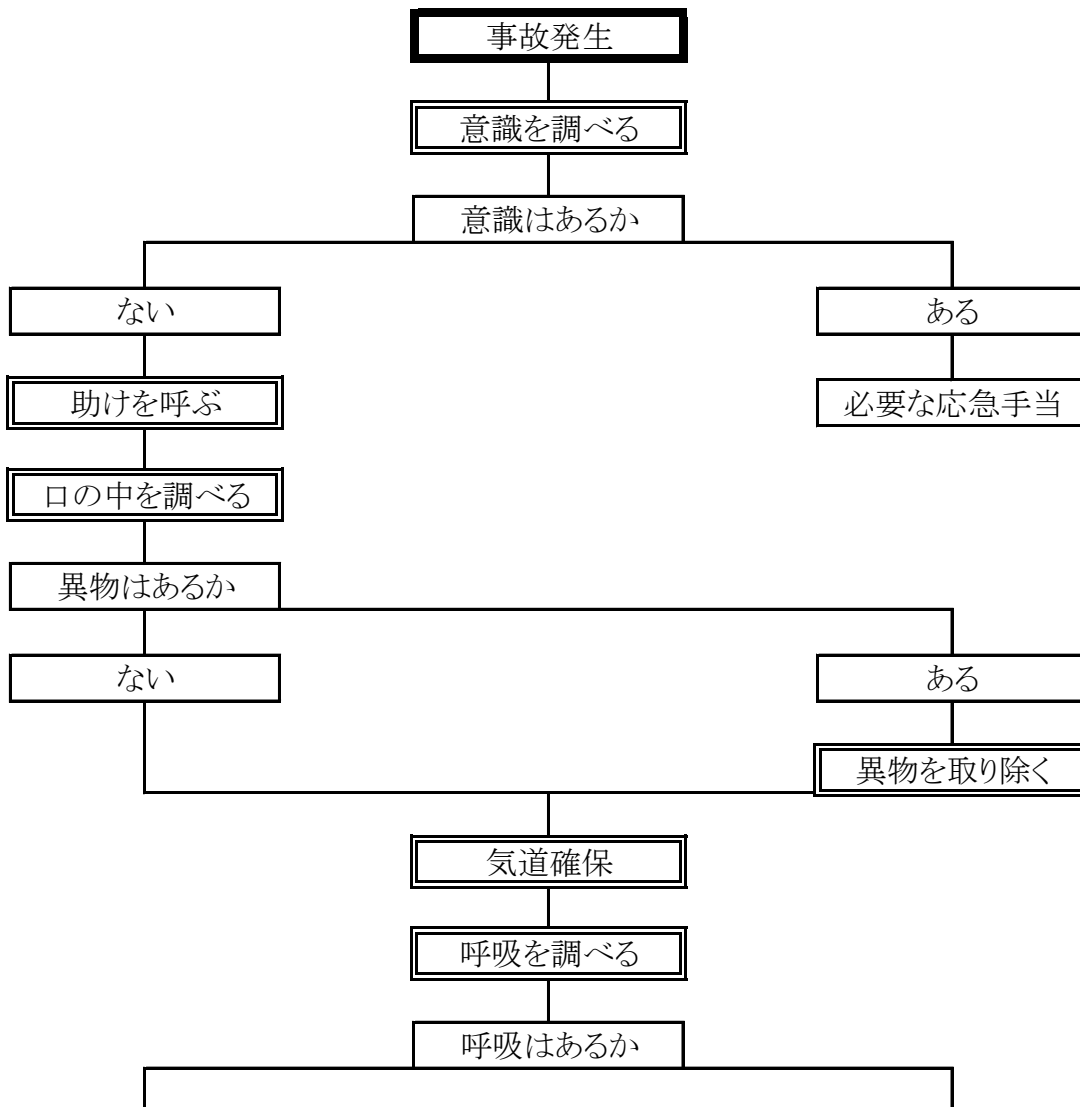 事故発生
意識を調べる
意識はあるか
ない
ある
助けを呼ぶ
必要な応急手当
口の中を調べる
異物はあるか
ない
ある
異物を取り除く
気道確保
呼吸を調べる
呼吸はあるか